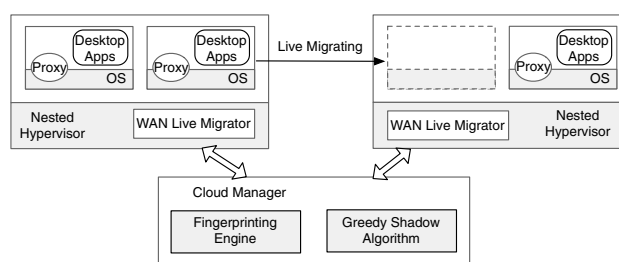 Desktop
Apps
Proxy
OS
Desktop
Apps
Proxy
OS
Live Migrating
Desktop
Apps
Proxy
OS
Nested
Hypervisor
WAN Live Migrator
WAN Live Migrator
Nested
Hypervisor
Cloud Manager
Fingerprinting
Engine
Greedy Shadow
Algorithm